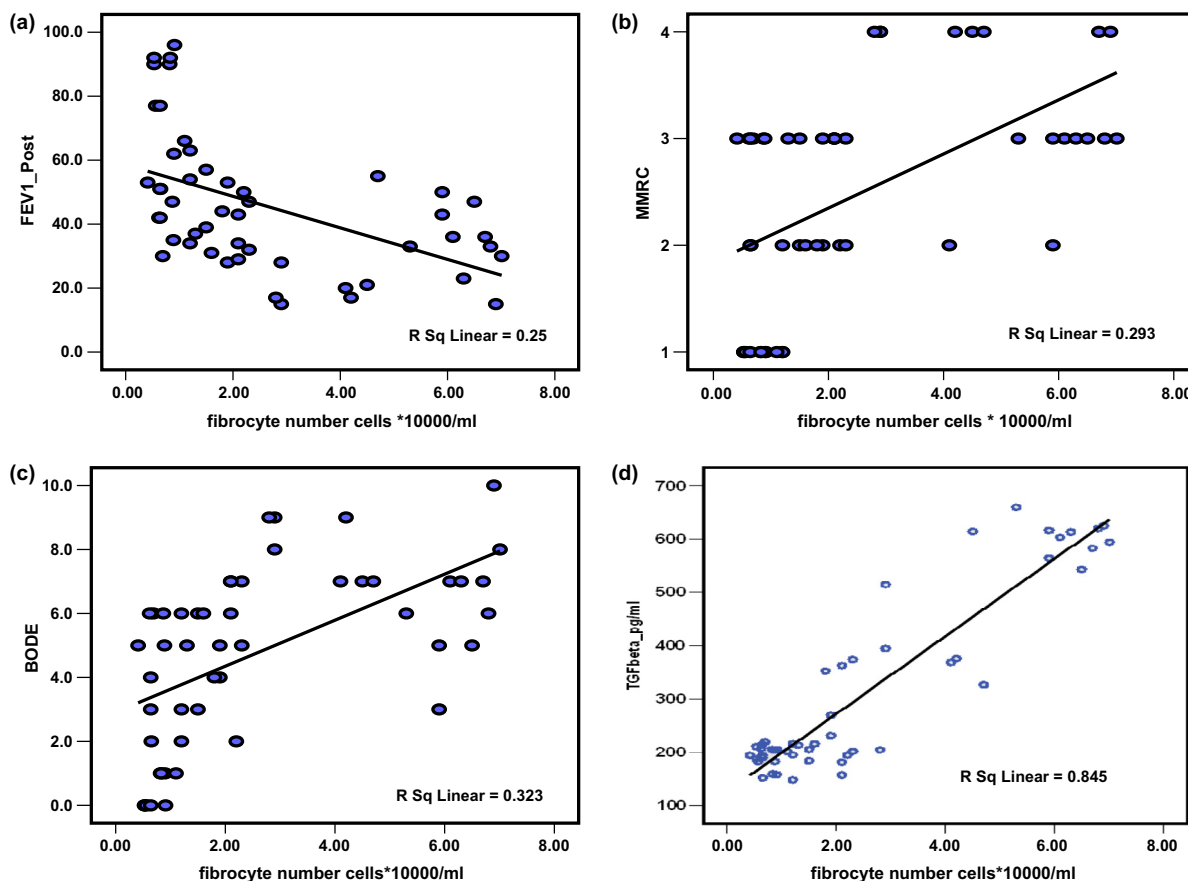 (a)
100.0
80.0
60.0
40.0
20.0
0.0
FEV1_Post
R Sq Linear = 0.25
0.00 2.00 4.00 6.00 8.00
fibrocyte number cells *10000/ml
(b)
4
3
2
1
MMRC
R Sq Linear = 0.293
0.00 2.00 4.00 6.00 8.00
fibrocyte number cells * 10000/ml
(c)
10.0
8.0
6.0
4.0
2.0
0.0
BODE
R Sq Linear = 0.323
0.00 2.00 4.00 6.00 8.00
fibrocyte number cells*10000/ml
(d)
700
600
500
400
300
200
100
TGFbeta_pg/ml
R Sq Linear = 0.845
0.00 2.00 4.00 6.00 8.00
fibrocyte number cells*10000/ml